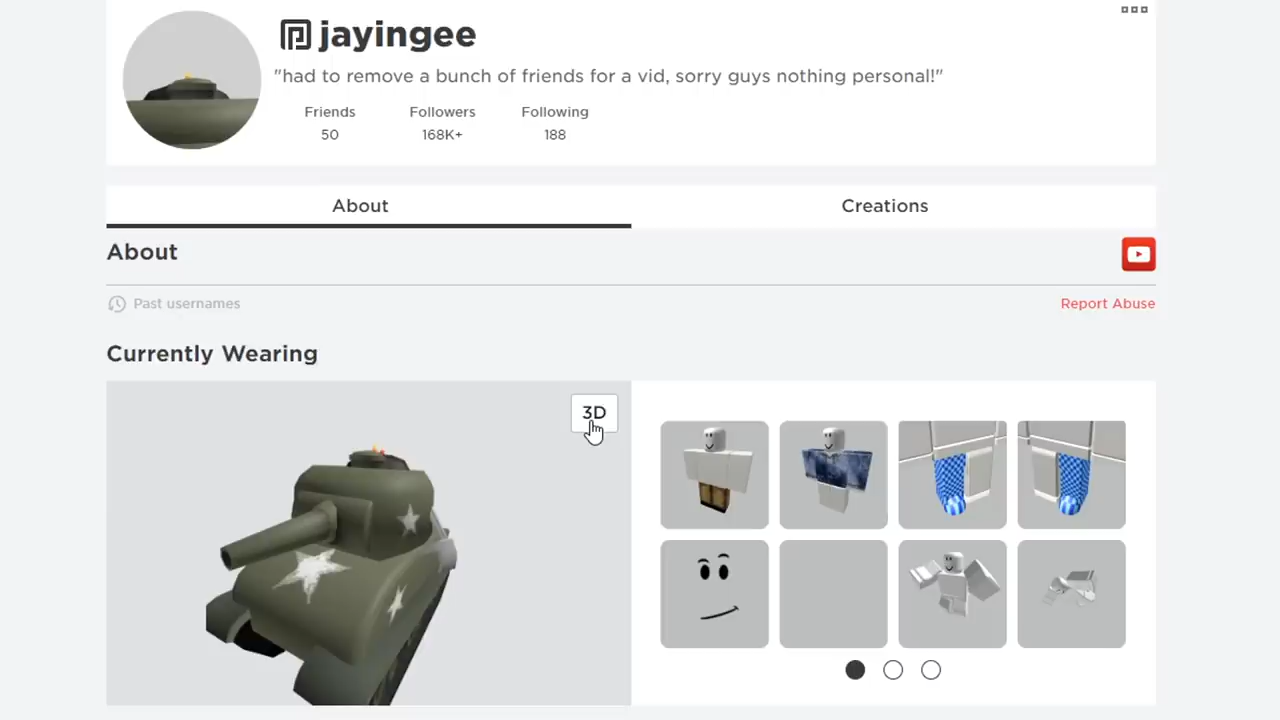 jayingee
"had to remove a bunch of friends for a vid, sorry guys nothing personal!"
Friends Followers Following
50 168K+ 188
About Creations
About
Past usernames Report Abuse
Currently Wearing
3D